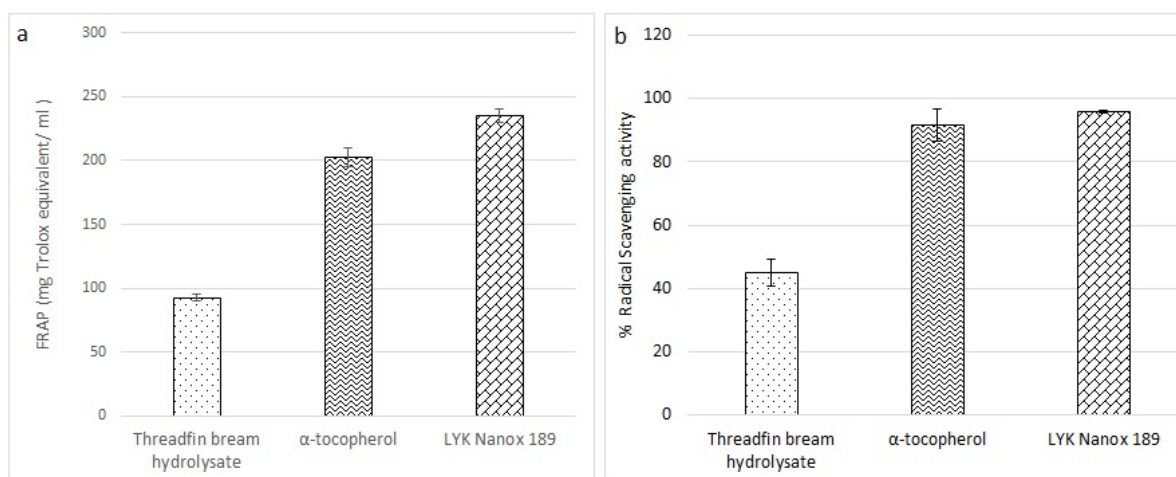 a
FRAP (mg Trolox equivalent/ ml )
300
250
200
150
100
50
0
Threadfin bream
hydrolysate
α-tocopherol
LYK Nanox 189
b
% Radical Scavenging activity
120
100
80
60
40
20
0
Threadfin bream
hydrolysate
α-tocopherol
LYK Nanox 189